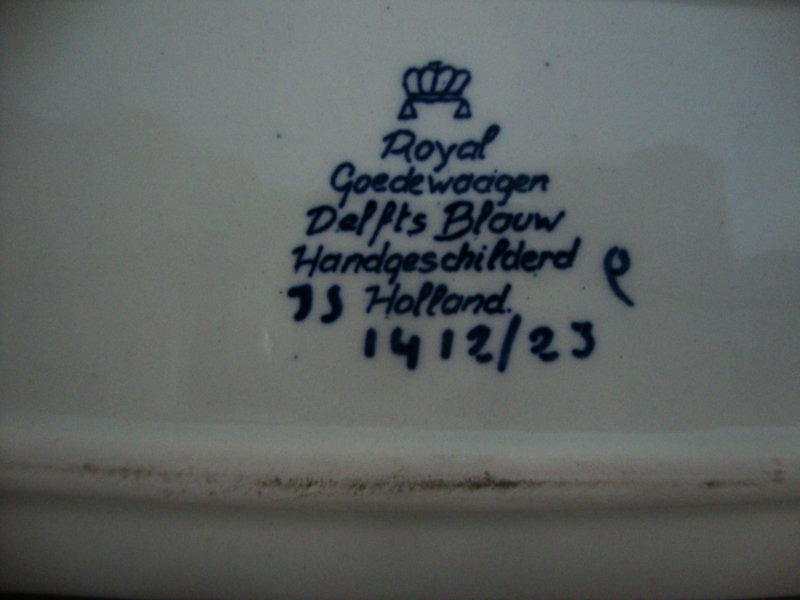 Royal
Goedewaagen
Delfts Blauw
Handgeschilderd
JS Holland.
1412/23